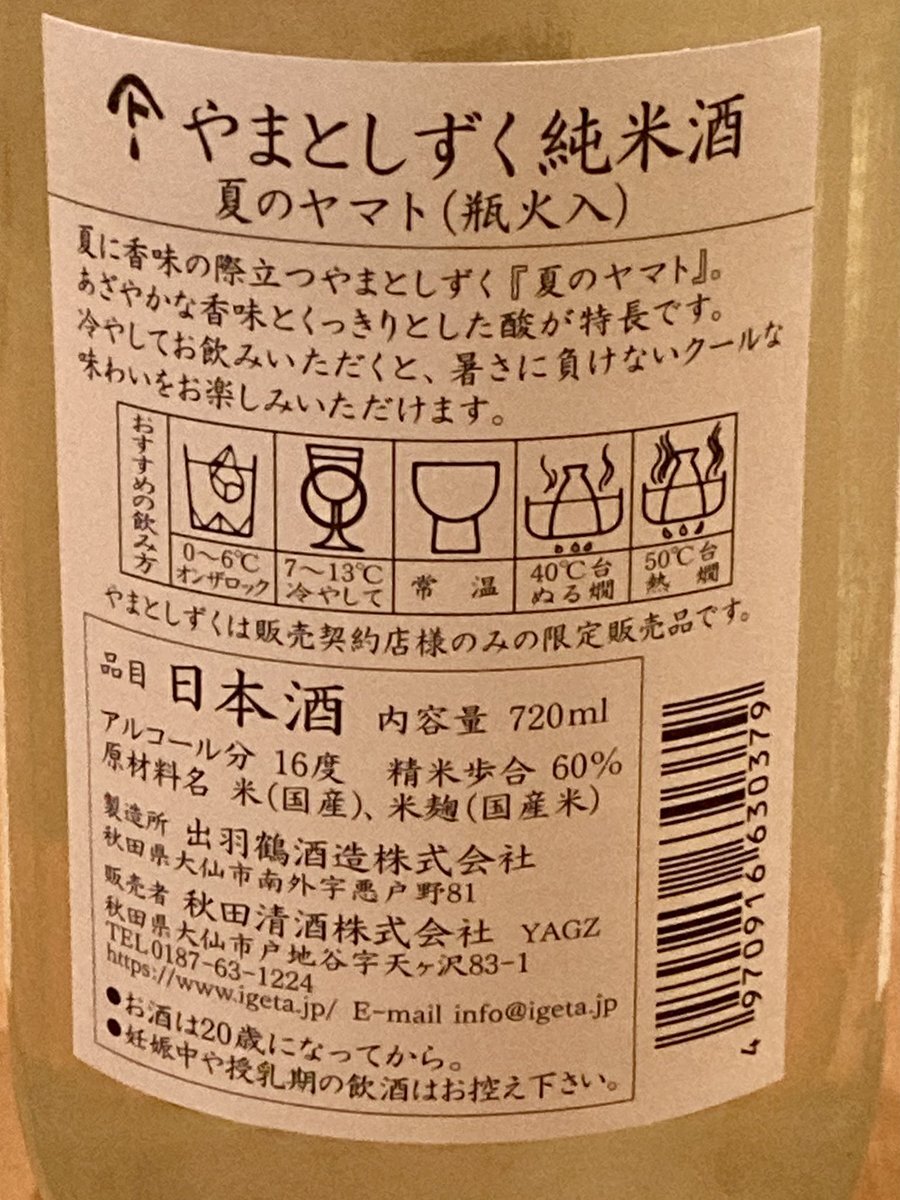 やまとしずく純米酒
夏のヤマト(瓶火入)
夏に香味の際立つやまとしずく『夏のヤマト』。
あざやかな香味とくっきりとした酸が特長です。
冷やしてお飲みいただくと、暑さに負けないクールな
味わいをお楽しみいただけます。
おすすめの飲み方
0〜6℃
オンザロック
7〜13℃
冷やして
常温
40℃台
ぬる燗
50℃台
熱燗
やまとしずくは販売契約店様のみの限定販売品です。
品目 日本酒 内容量 720ml
アルコール分 16度 精米歩合 60%
原材料名 米(国産)、米麹(国産米)
製造所 出羽鶴酒造株式会社
秋田県大仙市南外字悪戸野81
販売者 秋田清酒株式会社 YAGZ
秋田県大仙市戸地谷字天ヶ沢83-1
TEL0187-63-1224
https://www.igeta.jp/ E-mail info@igeta.jp
●お酒は20歳になってから。
●妊娠中や授乳期の飲酒はお控え下さい。
4970916630379